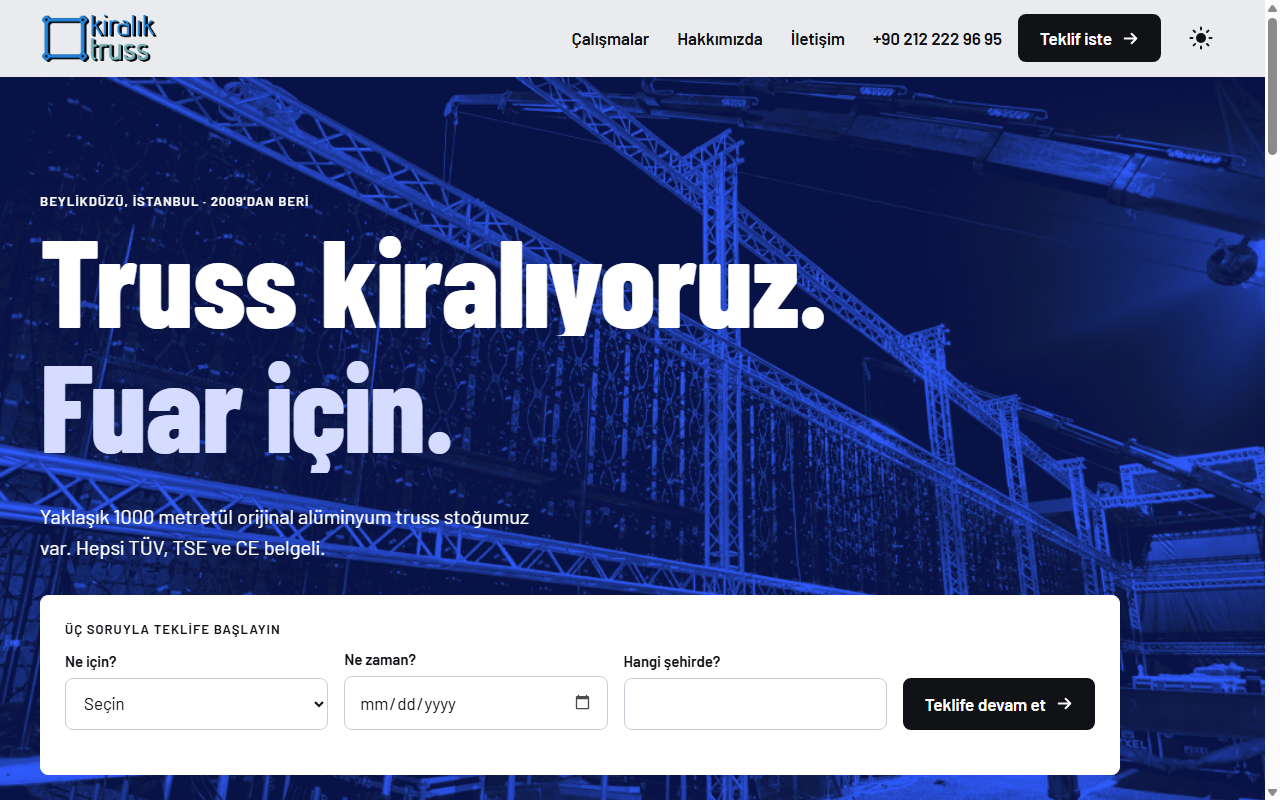 kiralık
truss
Çalışmalar
Hakkımızda
İletişim
+90 212 222 96 95
Teklif iste
BEYLİKDÜZÜ, İSTANBUL · 2009'DAN BERİ
Truss kiralıyoruz.
Fuar için.
Yaklaşık 1000 metretül orijinal alüminyum truss stoğumuz
var. Hepsi TÜV, TSE ve CE belgeli.
ÜÇ SORUYLA TEKLİFE BAŞLAYIN
Ne için?
Seçin
Ne zaman?
mm/dd/yyyy
Hangi şehirde?
Teklife devam et